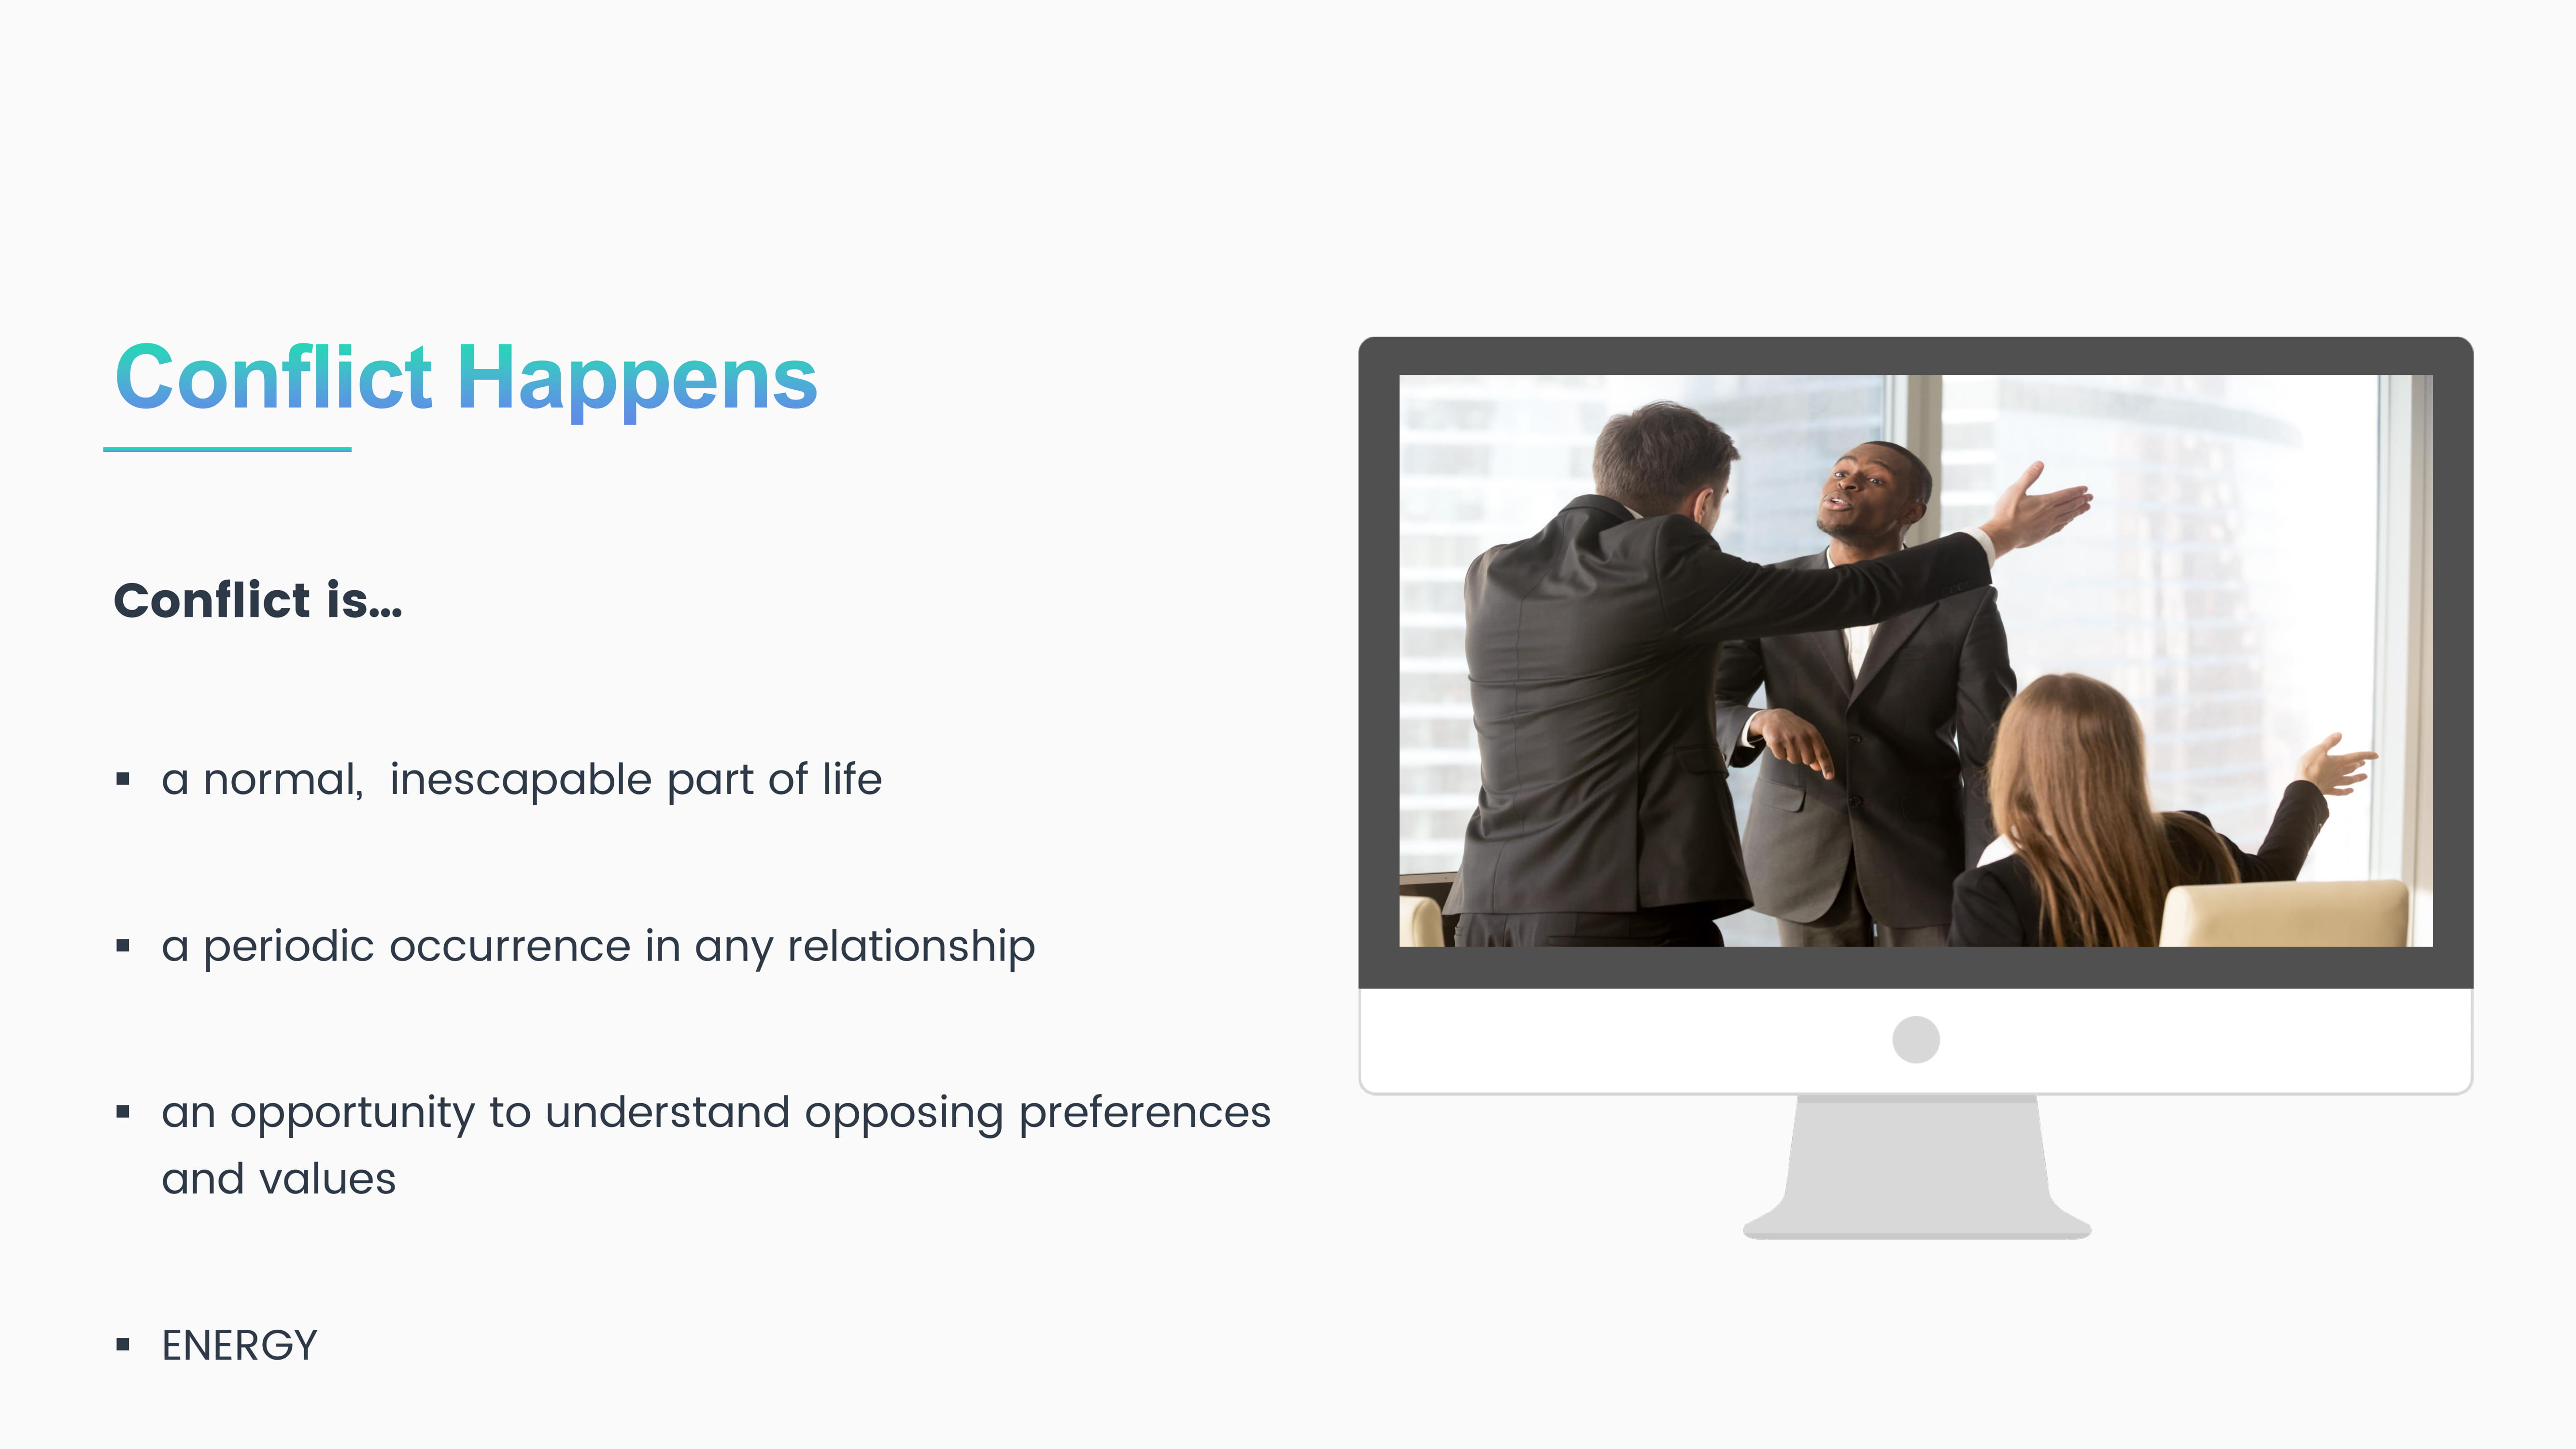 Conflict Happens
Conflict is...
▪ a normal,  inescapable part of life
▪ a periodic occurrence in any relationship
▪ an opportunity to understand opposing preferences
and values
▪ ENERGY